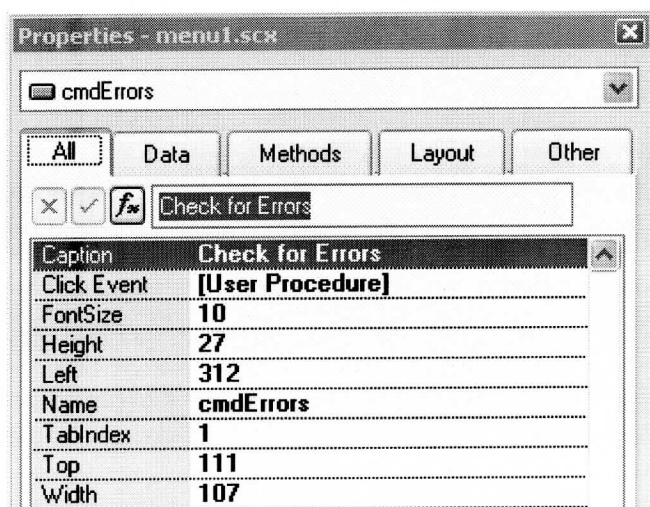 Properties - menu1.scx
cmdErrors
All Data Methods Layout Other
fx Check for Errors
Caption Check for Errors
Click Event [User Procedure]
FontSize 10
Height 27
Left 312
Name cmdErrors
TabIndex 1
Top 111
Width 107